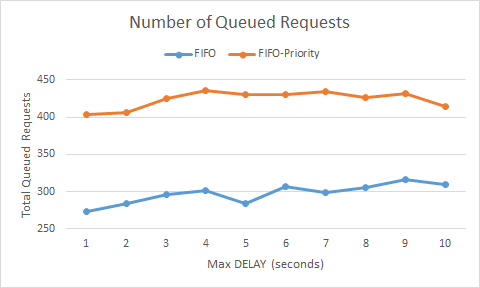 Number of Queued Requests
FIFO FIFO-Priority
Total Queued Requests
450
400
350
300
250
1 2 3 4 5 6 7 8 9 10
Max DELAY (seconds)